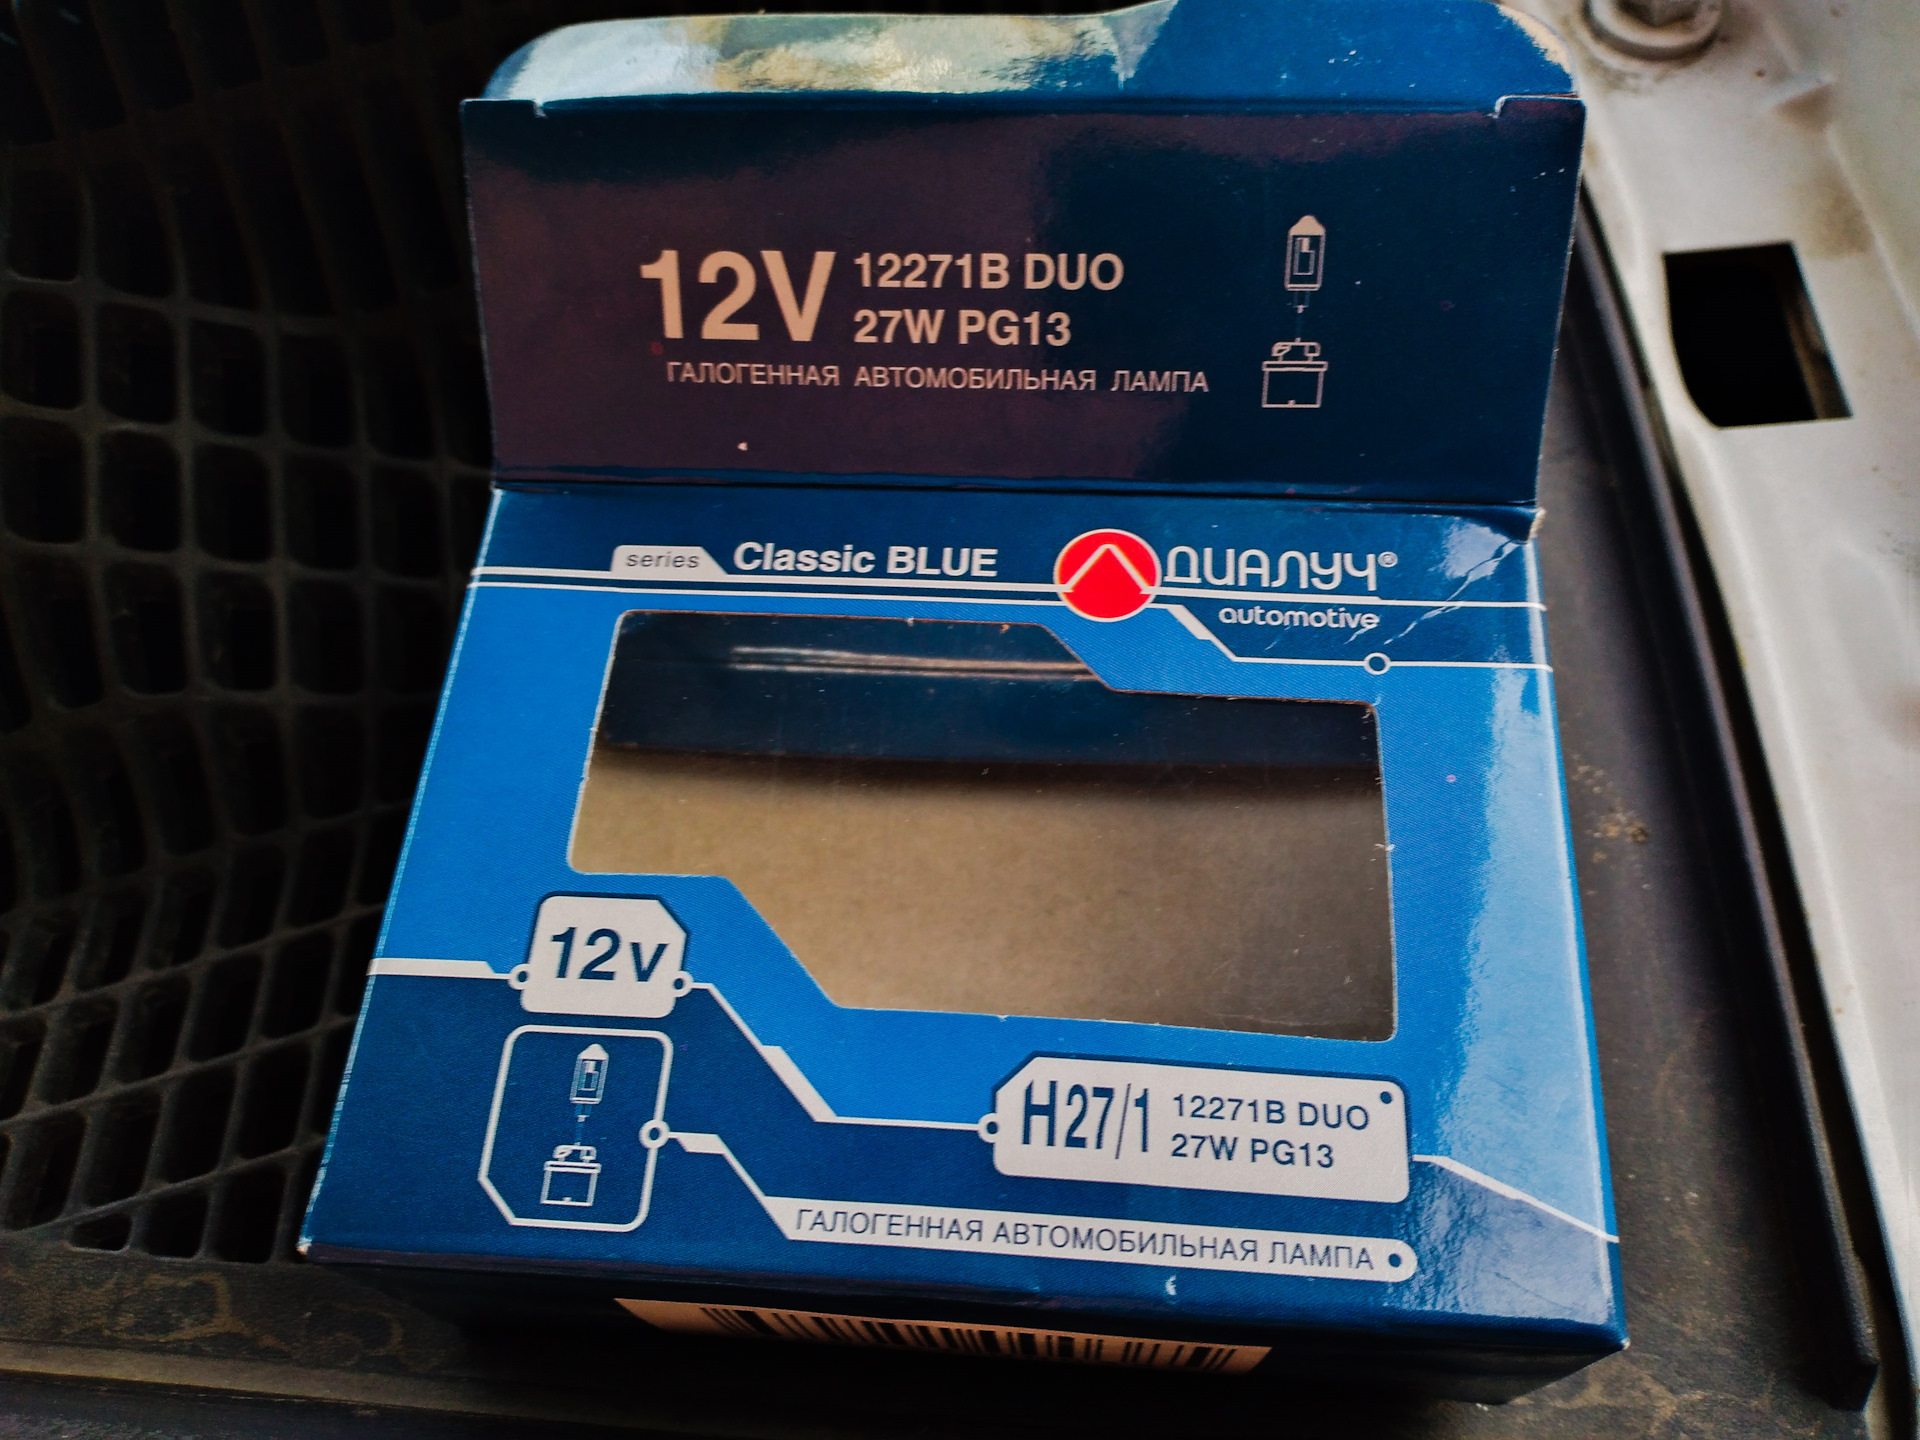 12V
12271B DUO
27W PG13
ГАЛОГЕННАЯ АВТОМОБИЛЬНАЯ ЛАМПА
series Classic BLUE
ДИАЛУЧ®
automotive
12v
H27/1
12271B DUO
27W PG13
ГАЛОГЕННАЯ АВТОМОБИЛЬНАЯ ЛАМПА